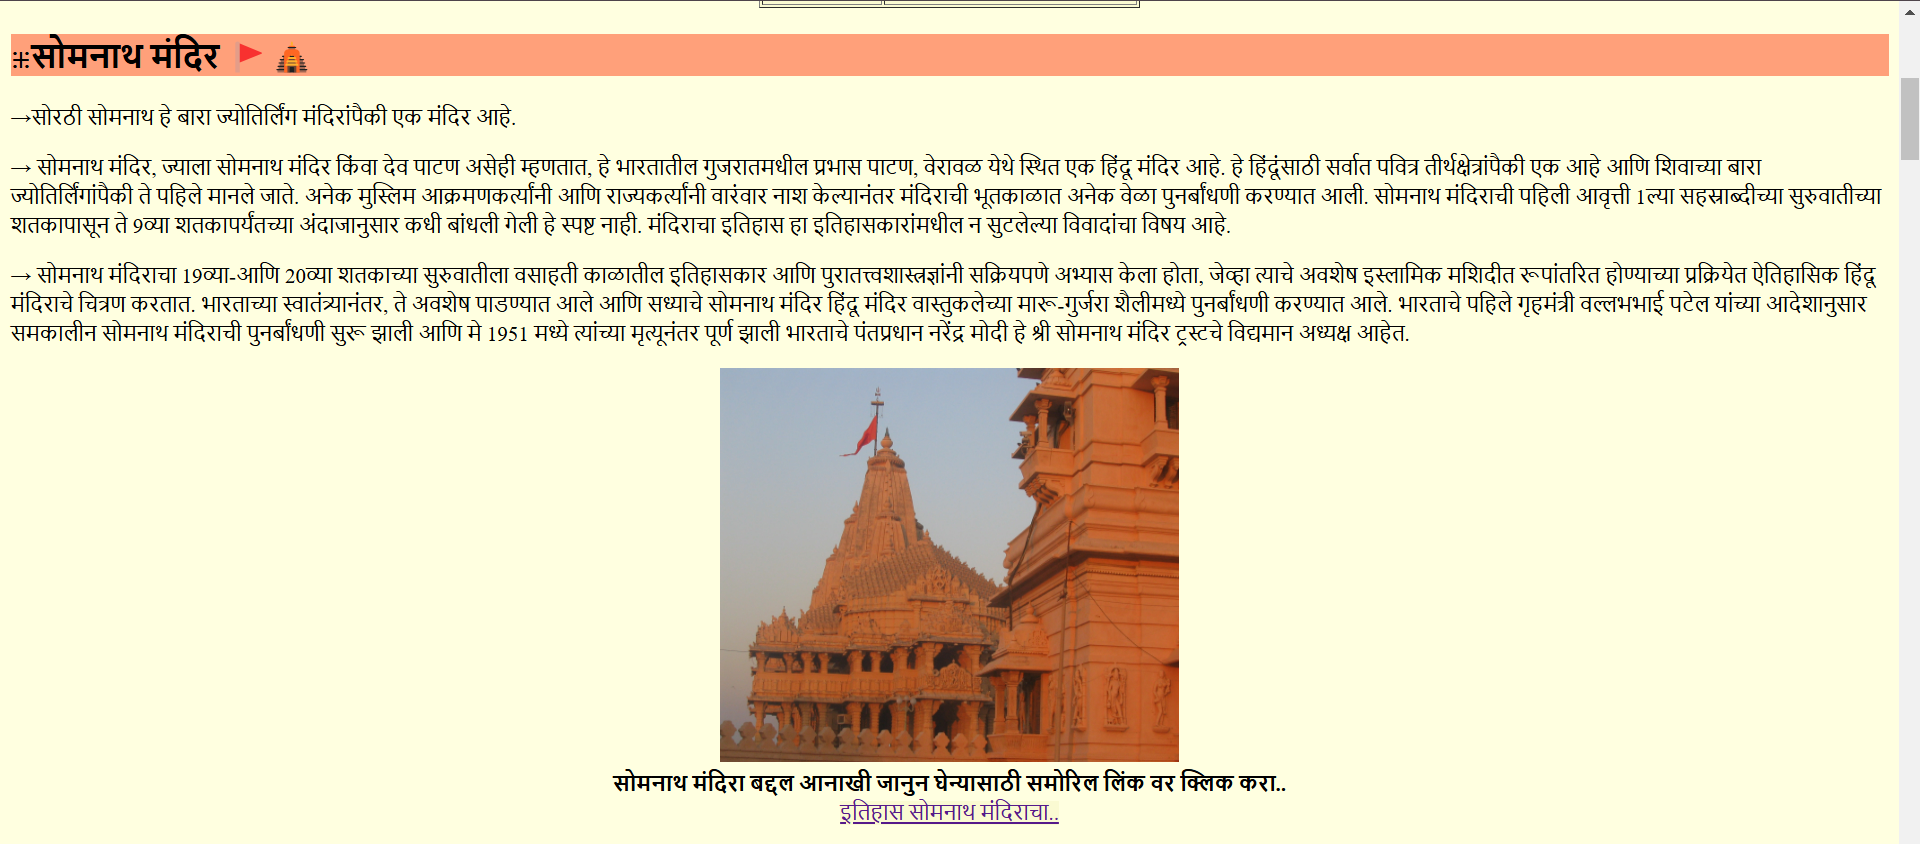 ⁜सोमनाथ मंदिर 🚩 🛕
→सोरठी सोमनाथ हे बारा ज्योतिर्लिंग मंदिरांपैकी एक मंदिर आहे.
→ सोमनाथ मंदिर, ज्याला सोमनाथ मंदिर किंवा देव पाटण असेही म्हणतात, हे भारतातील गुजरातमधील प्रभास पाटण, वेरावळ येथे स्थित एक हिंदू मंदिर आहे. हे हिंदूंसाठी सर्वात पवित्र तीर्थक्षेत्रांपैकी एक आहे आणि शिवाच्या बारा
ज्योतिर्लिंगांपैकी ते पहिले मानले जाते. अनेक मुस्लिम आक्रमणकर्त्यांनी आणि राज्यकर्त्यांनी वारंवार नाश केल्यानंतर मंदिराची भूतकाळात अनेक वेळा पुनर्बांधणी करण्यात आली. सोमनाथ मंदिराची पहिली आवृत्ती 1ल्या सहस्राब्दीच्या सुरुवातीच्या
शतकापासून ते 9व्या शतकापर्यंतच्या अंदाजानुसार कधी बांधली गेली हे स्पष्ट नाही. मंदिराचा इतिहास हा इतिहासकारांमधील न सुटलेल्या विवादांचा विषय आहे.
→ सोमनाथ मंदिराचा 19व्या-आणि 20व्या शतकाच्या सुरुवातीला वसाहती काळातील इतिहासकार आणि पुरातत्त्वशास्त्रज्ञांनी सक्रियपणे अभ्यास केला होता, जेव्हा त्याचे अवशेष इस्लामिक मशिदीत रूपांतरित होण्याच्या प्रक्रियेत ऐतिहासिक हिंदू
मंदिराचे चित्रण करतात. भारताच्या स्वातंत्र्यानंतर, ते अवशेष पाडण्यात आले आणि सध्याचे सोमनाथ मंदिर हिंदू मंदिर वास्तुकलेच्या मारू-गुर्जरा शैलीमध्ये पुनर्बांधणी करण्यात आले. भारताचे पहिले गृहमंत्री वल्लभभाई पटेल यांच्या आदेशानुसार
समकालीन सोमनाथ मंदिराची पुनर्बांधणी सुरू झाली आणि मे 1951 मध्ये त्यांच्या मृत्यूनंतर पूर्ण झाली भारताचे पंतप्रधान नरेंद्र मोदी हे श्री सोमनाथ मंदिर ट्रस्टचे विद्यमान अध्यक्ष आहेत.
सोमनाथ मंदिरा बद्दल आनाखी जानुन घेन्यासाठी समोरिल लिंक वर क्लिक करा..
इतिहास सोमनाथ मंदिराचा..